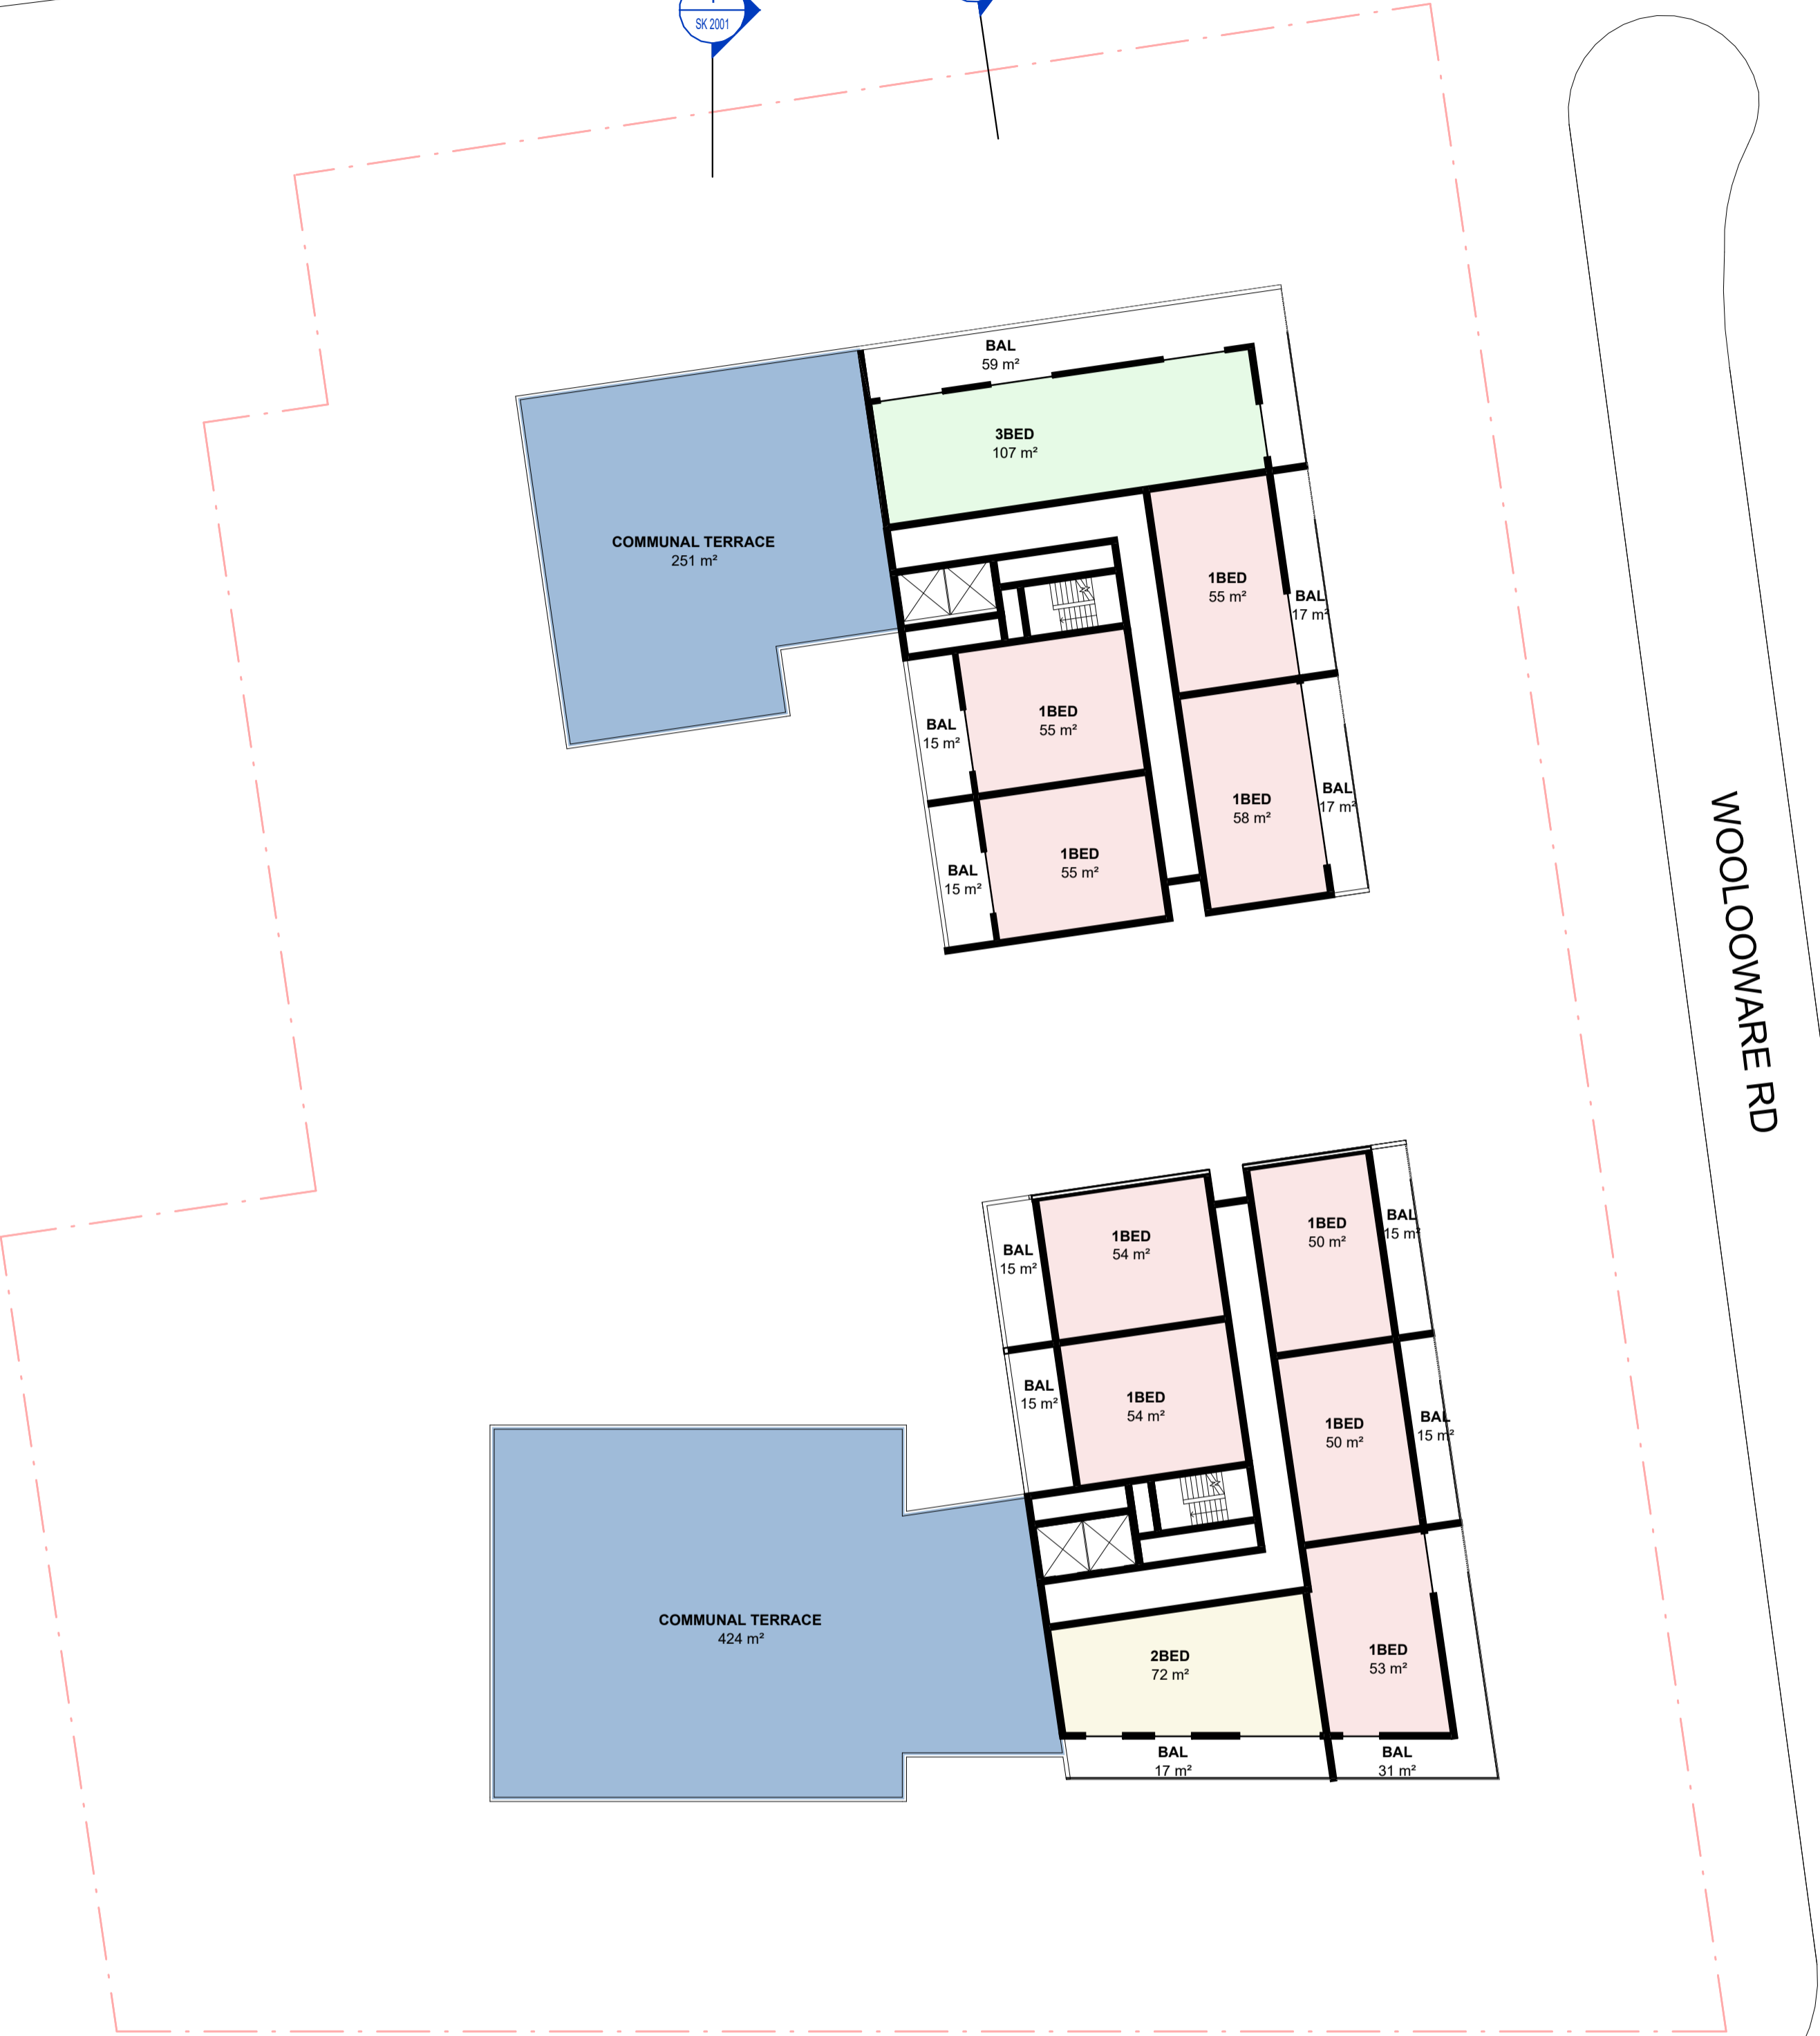 SK 2001
BAL
59 m²
3BED
107 m²
COMMUNAL TERRACE
251 m²
1BED
55 m²
BAL
17 m²
1BED
55 m²
BAL
15 m²
1BED
58 m²
BAL
17 m²
1BED
55 m²
BAL
15 m²
WOOLOOWARE RD
1BED
54 m²
BAL
15 m²
1BED
50 m²
BAL
15 m²
1BED
54 m²
BAL
15 m²
1BED
50 m²
BAL
15 m²
COMMUNAL TERRACE
424 m²
2BED
72 m²
1BED
53 m²
BAL
17 m²
BAL
31 m²